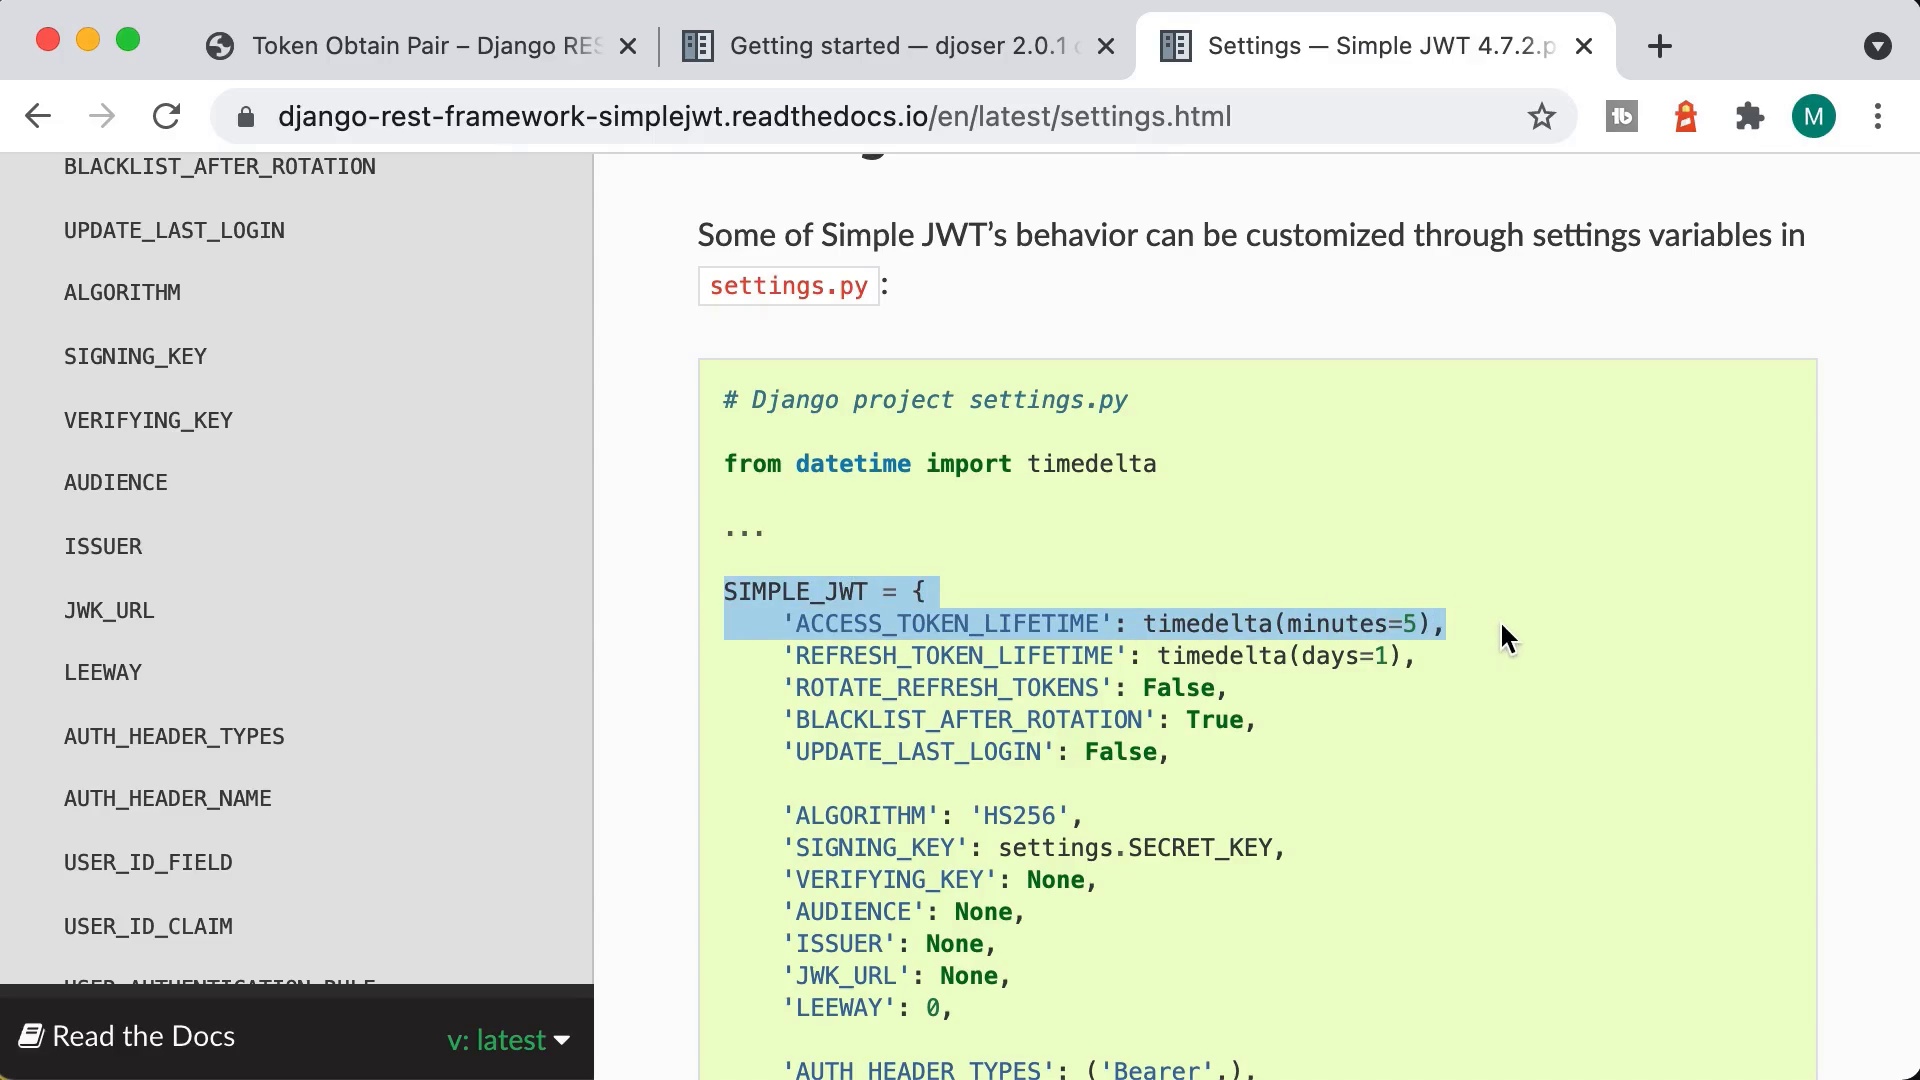 Token Obtain Pair – Django RES
Getting started — djoser 2.0.1
Settings — Simple JWT 4.7.2.p
django-rest-framework-simplejwt.readthedocs.io/en/latest/settings.html
M
BLACKLIST_AFTER_ROTATION
UPDATE_LAST_LOGIN
ALGORITHM
SIGNING_KEY
VERIFYING_KEY
AUDIENCE
ISSUER
JWK_URL
LEEWAY
AUTH_HEADER_TYPES
AUTH_HEADER_NAME
USER_ID_FIELD
USER_ID_CLAIM
USER_AUTHENTICATION_RULE
Read the Docs
v: latest
Some of Simple JWT’s behavior can be customized through settings variables in
settings.py:
# Django project settings.py
from datetime import timedelta
...
SIMPLE_JWT = {
'ACCESS_TOKEN_LIFETIME': timedelta(minutes=5),
'REFRESH_TOKEN_LIFETIME': timedelta(days=1),
'ROTATE_REFRESH_TOKENS': False,
'BLACKLIST_AFTER_ROTATION': True,
'UPDATE_LAST_LOGIN': False,
'ALGORITHM': 'HS256',
'SIGNING_KEY': settings.SECRET_KEY,
'VERIFYING_KEY': None,
'AUDIENCE': None,
'ISSUER': None,
'JWK_URL': None,
'LEEWAY': 0,
'AUTH_HEADER_TYPES': ('Bearer',),